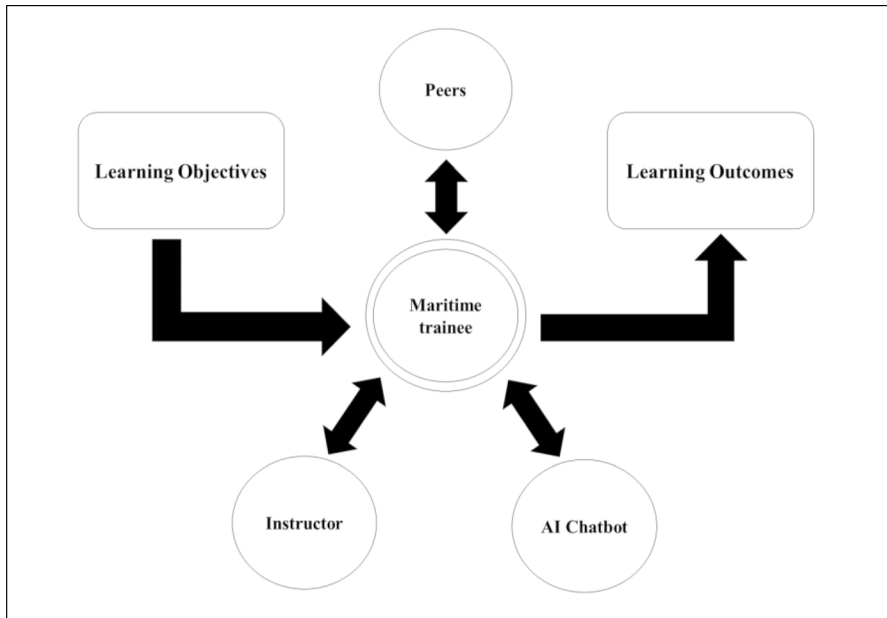 Peers
Learning Objectives
Learning Outcomes
Maritime
trainee
Instructor
AI Chatbot